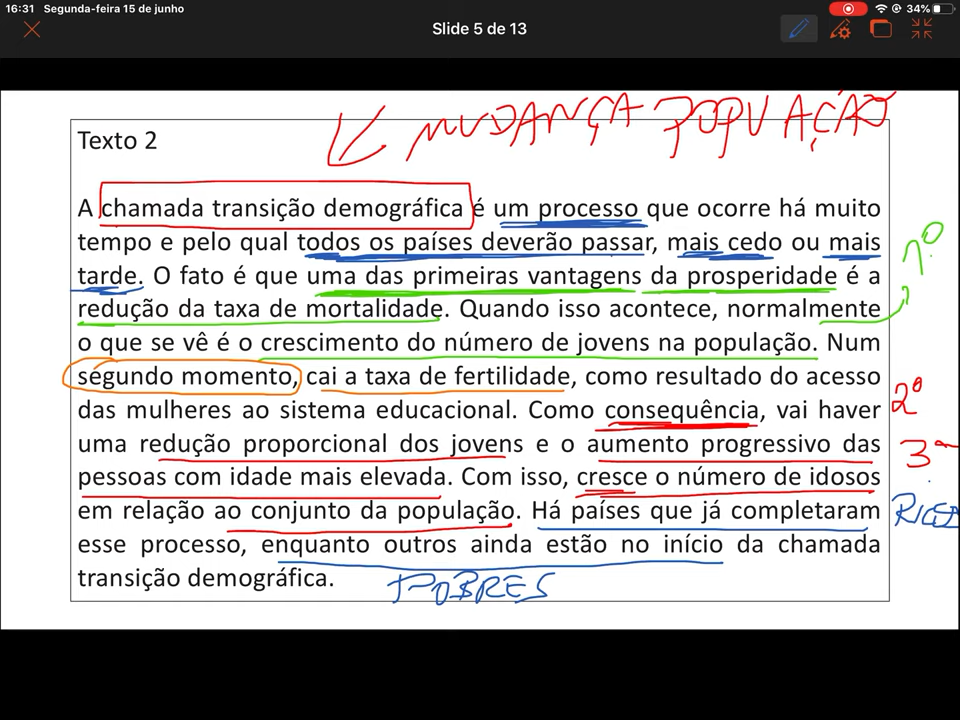 16:31 Segunda-feira 15 de junho
34%
Slide 5 de 13
MUDANÇA POPULAÇÃO
Texto 2
A chamada transição demográfica é um processo que ocorre há muito
tempo e pelo qual todos os países deverão passar, mais cedo ou mais
1º
tarde. O fato é que uma das primeiras vantagens da prosperidade é a
redução da taxa de mortalidade. Quando isso acontece, normalmente
o que se vê é o crescimento do número de jovens na população. Num
segundo momento, cai a taxa de fertilidade, como resultado do acesso
das mulheres ao sistema educacional. Como consequência, vai haver
2º
uma redução proporcional dos jovens e o aumento progressivo das
3º
pessoas com idade mais elevada. Com isso, cresce o número de idosos
em relação ao conjunto da população. Há países que já completaram
esse processo, enquanto outros ainda estão no início da chamada
transição demográfica.
POBRES